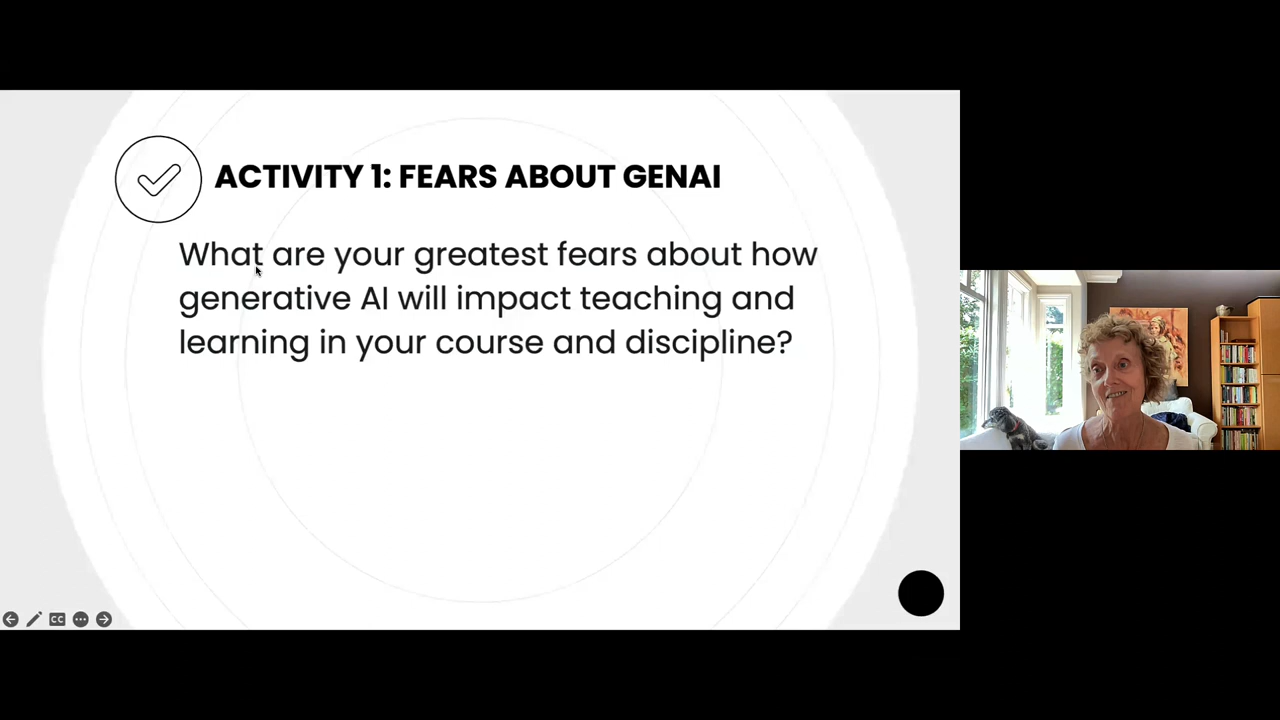 ACTIVITY 1: FEARS ABOUT GENAI
What are your greatest fears about how
generative AI will impact teaching and
learning in your course and discipline?
CC